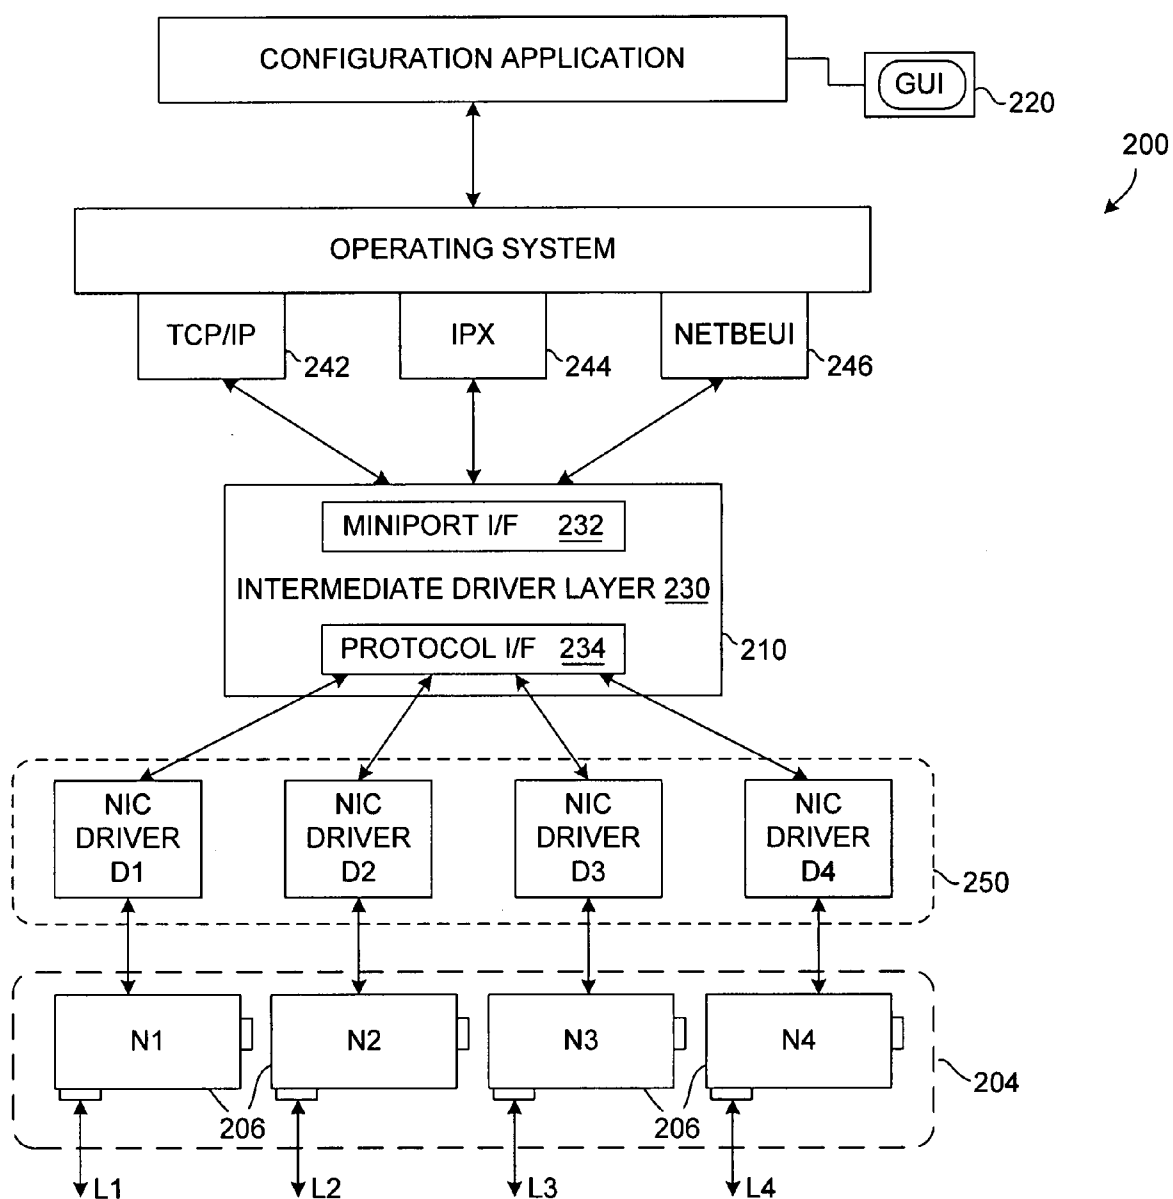 CONFIGURATION APPLICATION
GUI
220
200
OPERATING SYSTEM
TCP/IP
242
IPX
244
NETBEUI
246
MINIPORT I/F 232
INTERMEDIATE DRIVER LAYER 230
PROTOCOL I/F 234
210
NIC
DRIVER
D1
NIC
DRIVER
D2
NIC
DRIVER
D3
NIC
DRIVER
D4
250
N1
N2
N3
N4
204
206
206
L1
L2
L3
L4